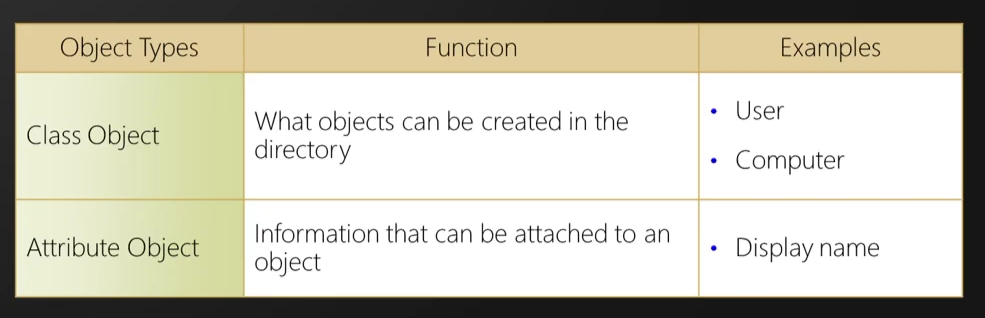 Object Types
Function
Examples
Class Object
What objects can be created in the
directory
• User
• Computer
Attribute Object
Information that can be attached to an
object
• Display name